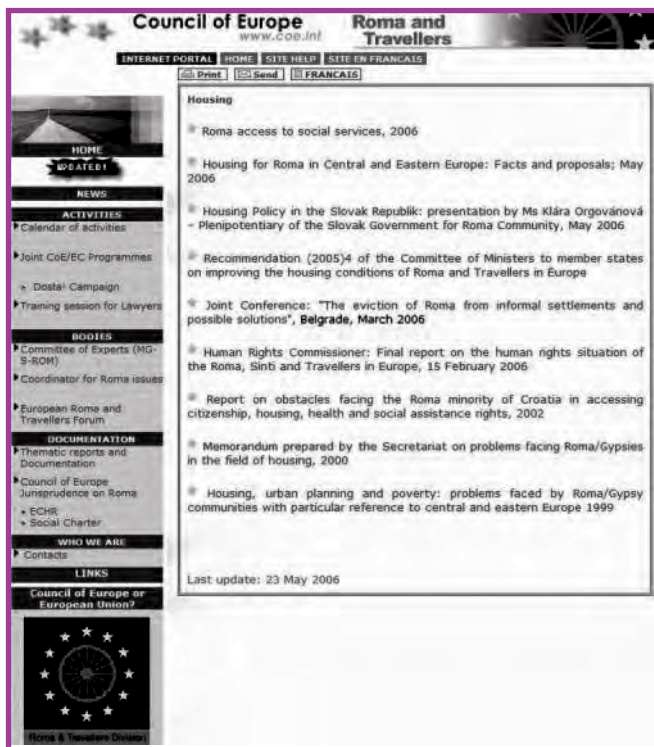 Council of Europe
www.coe.int
Roma and
Travellers
INTERNET PORTAL HOME SITE HELP SITE EN FRANCAIS
Print Send FRANCAIS
HOME
UPDATED!
NEWS
ACTIVITIES
Calendar of activities
Joint CoE/EC Programmes
Dosta! Campaign
Training session for Lawyers
BODIES
Committee of Experts (MG-
S-ROM)
Coordinator for Roma issues
European Roma and
Travellers Forum
DOCUMENTATION
Thematic reports and
Documentation
Council of Europe
Jurisprudence on Roma
ECHR
Social Charter
WHO WE ARE
Contacts
LINKS
Council of Europe or
European Union?
Roma & Travellers Division
Housing
Roma access to social services, 2006
Housing for Roma in Central and Eastern Europe: Facts and proposals; May
2006
Housing Policy in the Slovak Republik: presentation by Ms Klára Orgovánová
– Plenipotentiary of the Slovak Government for Roma Community, May 2006
Recommendation (2005)4 of the Committee of Ministers to member states
on improving the housing conditions of Roma and Travellers in Europe
Joint Conference: "The eviction of Roma from informal settlements and
possible solutions", Belgrade, March 2006
Human Rights Commissioner: Final report on the human rights situation of
the Roma, Sinti and Travellers in Europe, 15 February 2006
Report on obstacles facing the Roma minority of Croatia in accessing
citizenship, housing, health and social assistance rights, 2002
Memorandum prepared by the Secretariat on problems facing Roma/Gypsies
in the field of housing, 2000
Housing, urban planning and poverty: problems faced by Roma/Gypsy
communities with particular reference to central and eastern Europe 1999
Last update: 23 May 2006